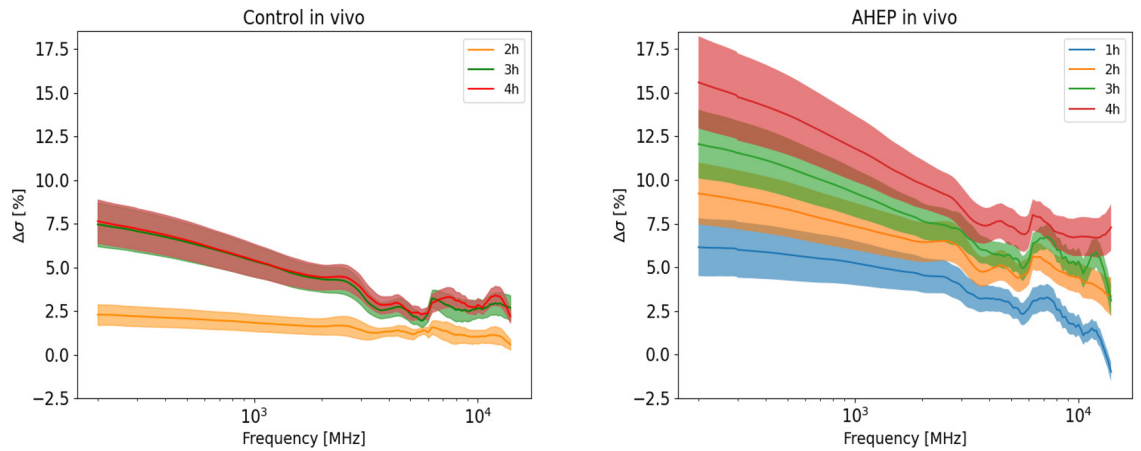 Control in vivo
17.5
15.0
12.5
10.0
7.5
5.0
2.5
0.0
−2.5
Δσ [%]
10³
10⁴
Frequency [MHz]
2h
3h
4h
AHEP in vivo
17.5
15.0
12.5
10.0
7.5
5.0
2.5
0.0
−2.5
Δσ [%]
10³
10⁴
Frequency [MHz]
1h
2h
3h
4h